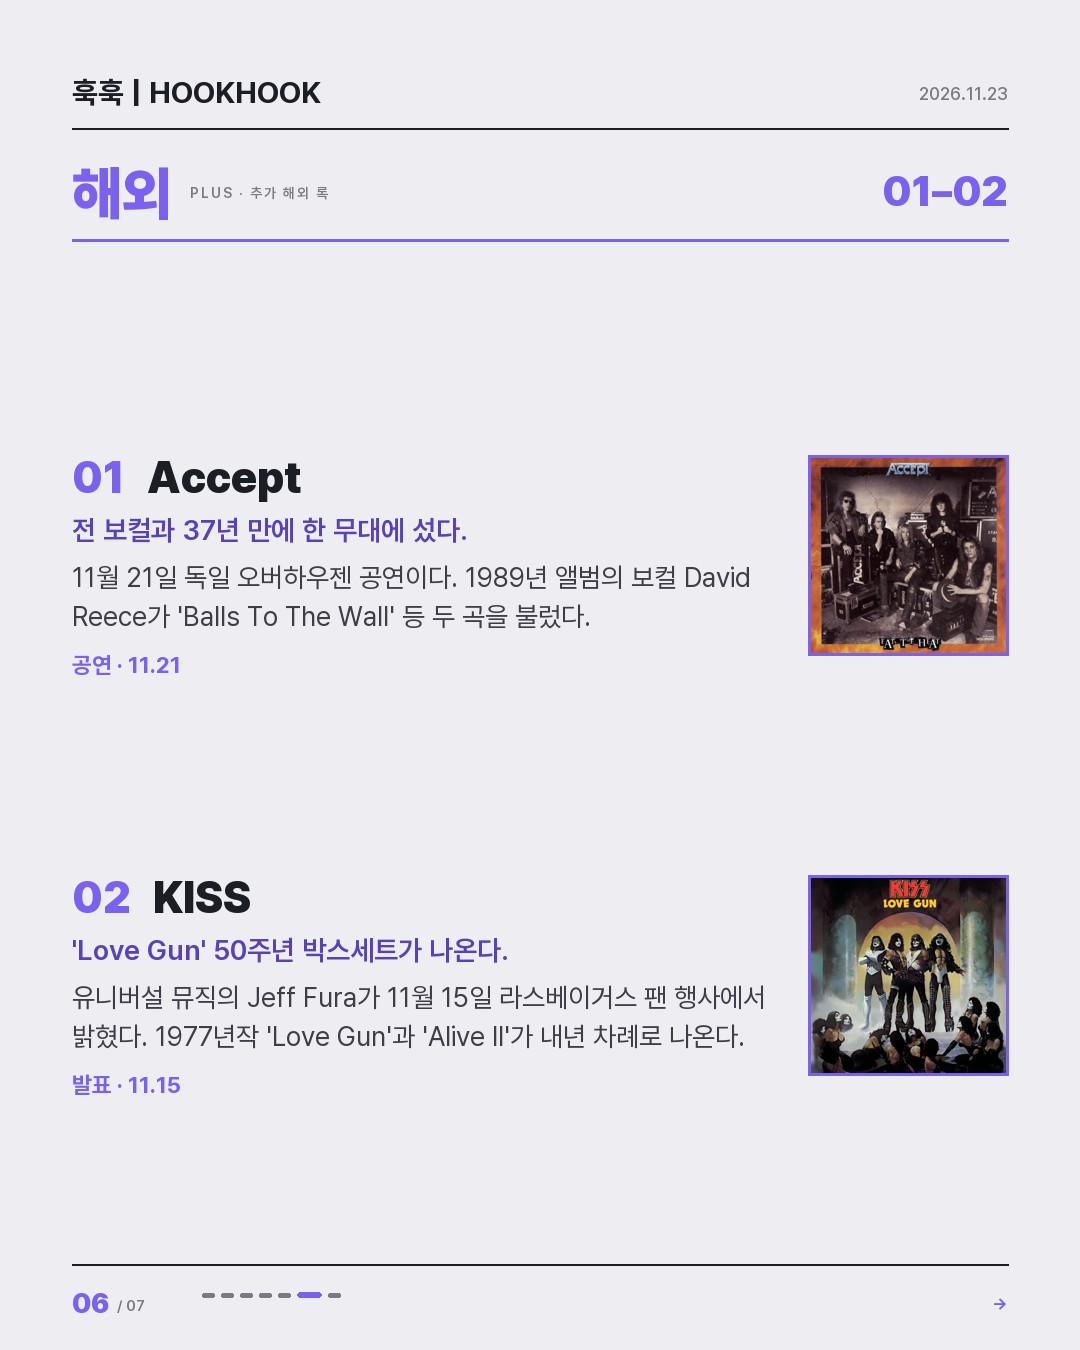 훅훅 | HOOKHOOK
2026.11.23
해외
PLUS · 추가 해외 록
01–02
01 Accept
전 보컬과 37년 만에 한 무대에 섰다.
11월 21일 독일 오버하우젠 공연이다. 1989년 앨범의 보컬 David
Reece가 'Balls To The Wall' 등 두 곡을 불렀다.
공연 · 11.21
ACCEPT
EAT THE HEAT
02 KISS
'Love Gun' 50주년 박스세트가 나온다.
유니버설 뮤직의 Jeff Fura가 11월 15일 라스베이거스 팬 행사에서
밝혔다. 1977년작 'Love Gun'과 'Alive II'가 내년 차례로 나온다.
발표 · 11.15
KISS
LOVE GUN
06 / 07
→